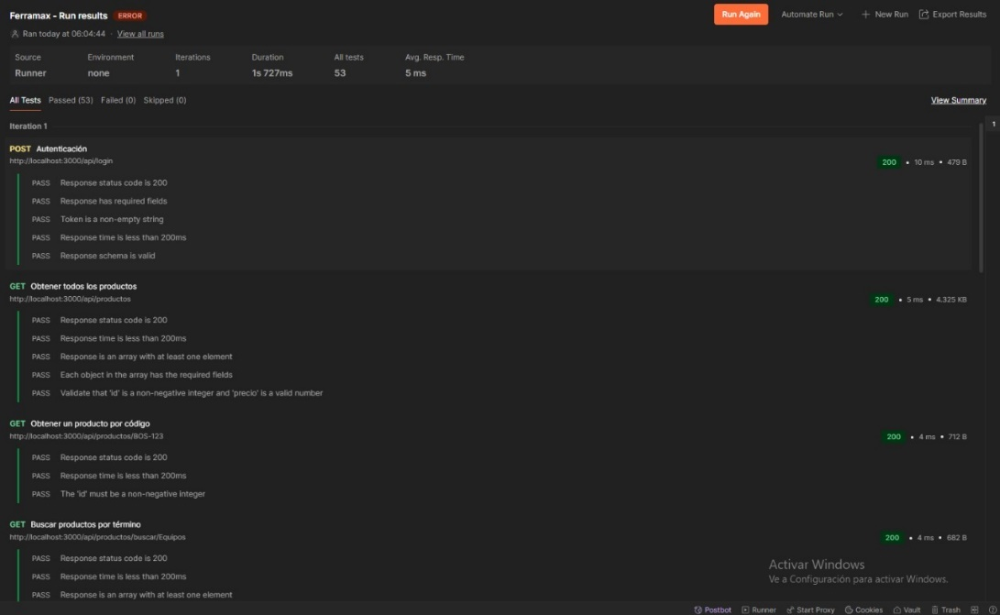 Ferramax - Run results ERROR
Run Again Automate Run New Run Export Results
Ran today at 06:04:44 · View all runs
Source Environment Iterations Duration All tests Avg. Resp. Time
Runner none 1 1s 727ms 53 5 ms
All Tests Passed (53) Failed (0) Skipped (0) View Summary
Iteration 1
1
POST Autenticación
http://localhost:3000/api/login 200 • 10 ms • 479 B
PASS Response status code is 200
PASS Response has required fields
PASS Token is a non-empty string
PASS Response time is less than 200ms
PASS Response schema is valid
GET Obtener todos los productos
http://localhost:3000/api/productos 200 • 5 ms • 4.325 KB
PASS Response status code is 200
PASS Response time is less than 200ms
PASS Response is an array with at least one element
PASS Each object in the array has the required fields
PASS Validate that 'id' is a non-negative integer and 'precio' is a valid number
GET Obtener un producto por código
http://localhost:3000/api/productos/BOS-123 200 • 4 ms • 712 B
PASS Response status code is 200
PASS Response time is less than 200ms
PASS The 'id' must be a non-negative integer
GET Buscar productos por término
http://localhost:3000/api/productos/buscar/Equipos 200 • 4 ms • 682 B
PASS Response status code is 200
PASS Response time is less than 200ms
PASS Response is an array with at least one element
Activar Windows
Ve a Configuración para activar Windows.
Postbot Runner Start Proxy Cookies Vault Trash